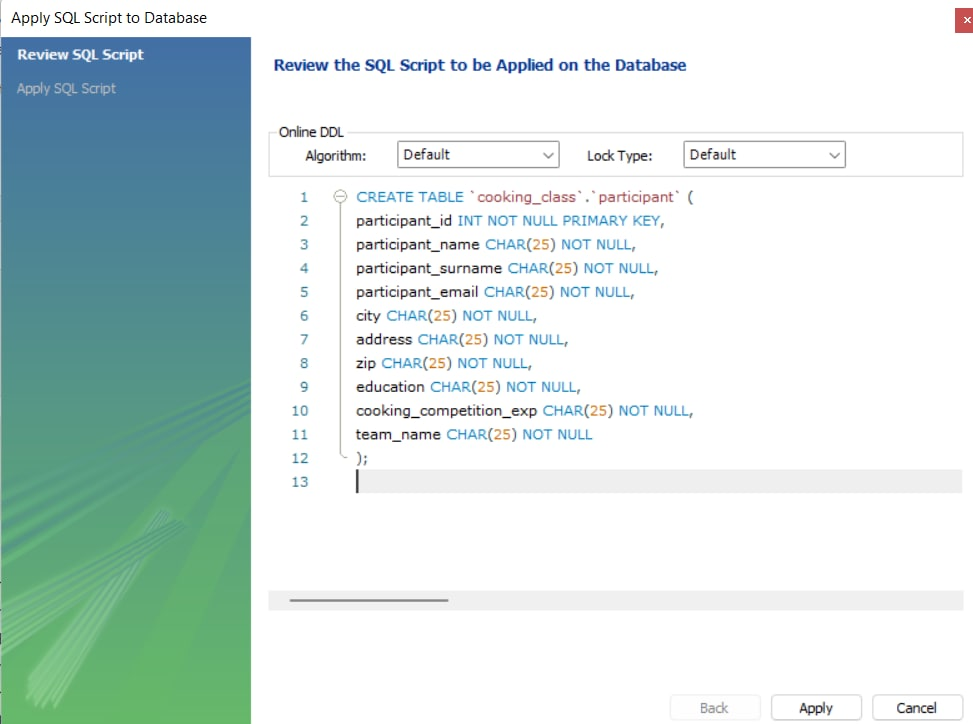 Apply SQL Script to Database
Review SQL Script
Apply SQL Script
Review the SQL Script to be Applied on the Database
Online DDL
Algorithm: Default Lock Type: Default
1 CREATE TABLE `cooking_class`.`participant` (
2 participant_id INT NOT NULL PRIMARY KEY,
3 participant_name CHAR(25) NOT NULL,
4 participant_surname CHAR(25) NOT NULL,
5 participant_email CHAR(25) NOT NULL,
6 city CHAR(25) NOT NULL,
7 address CHAR(25) NOT NULL,
8 zip CHAR(25) NOT NULL,
9 education CHAR(25) NOT NULL,
10 cooking_competition_exp CHAR(25) NOT NULL,
11 team_name CHAR(25) NOT NULL
12 );
13
Back Apply Cancel